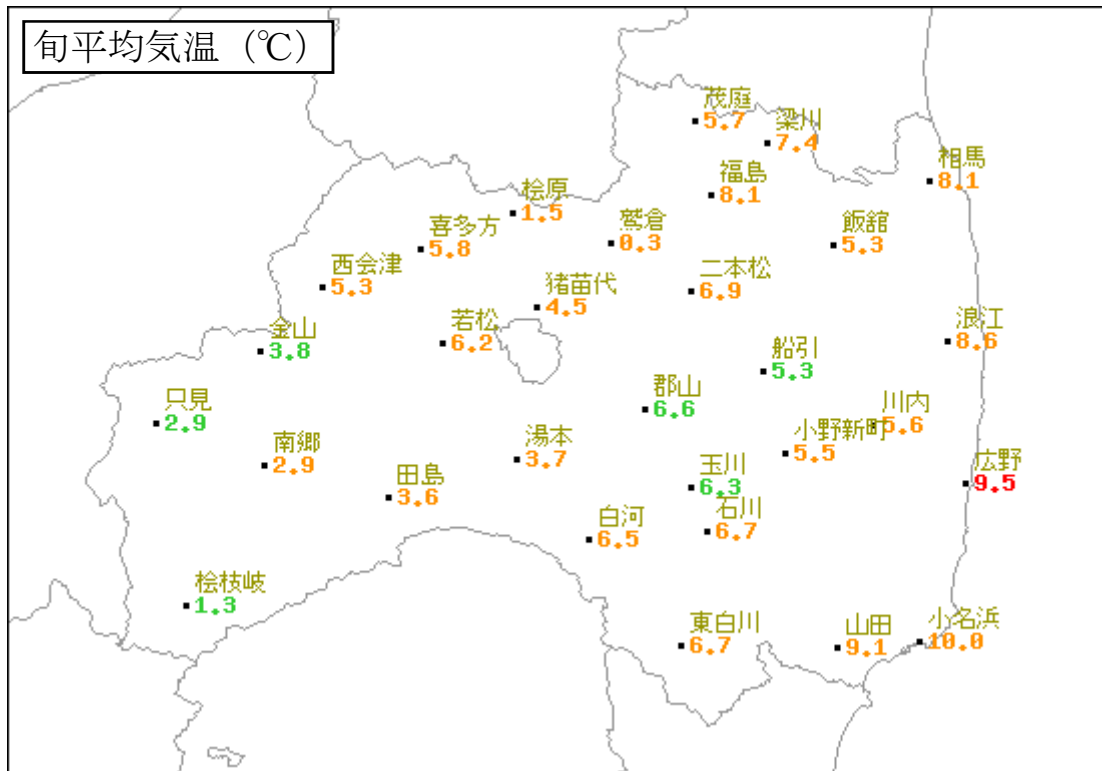 旬平均気温（℃）
茂庭
5.7
梁川
7.4
相馬
8.1
福島
8.1
桧原
1.5
鷲倉
0.3
喜多方
5.8
飯舘
5.3
西会津
5.3
二本松
6.9
猪苗代
4.5
若松
6.2
浪江
8.6
金山
3.8
船引
5.3
郡山
6.6
只見
2.9
川内
5.6
小野新町
5.5
湯本
3.7
南郷
2.9
広野
9.5
玉川
6.3
田島
3.6
石川
6.7
白河
6.5
桧枝岐
1.3
小名浜
10.0
東白川
6.7
山田
9.1